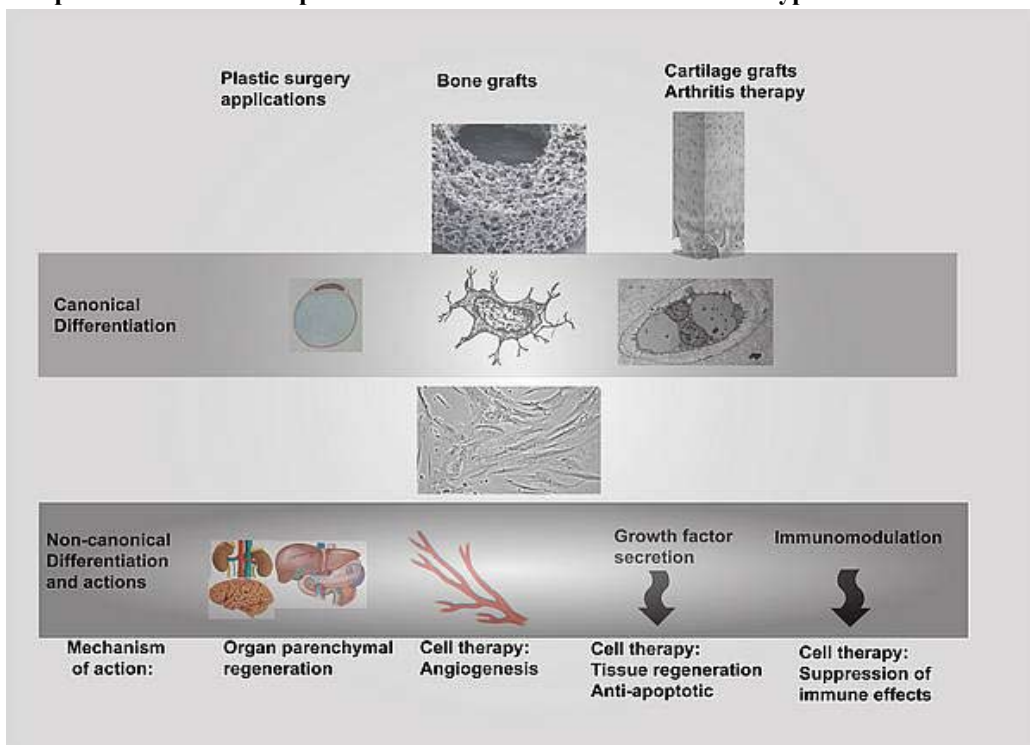 Plastic surgery
applications
Bone grafts
Cartilage grafts
Arthritis therapy
Canonical
Differentiation
Non-canonical
Differentiation
and actions
Growth factor
secretion
Immunomodulation
Mechanism
of action:
Organ parenchymal
regeneration
Cell therapy:
Angiogenesis
Cell therapy:
Tissue regeneration
Anti-apoptotic
Cell therapy:
Suppression of
immune effects